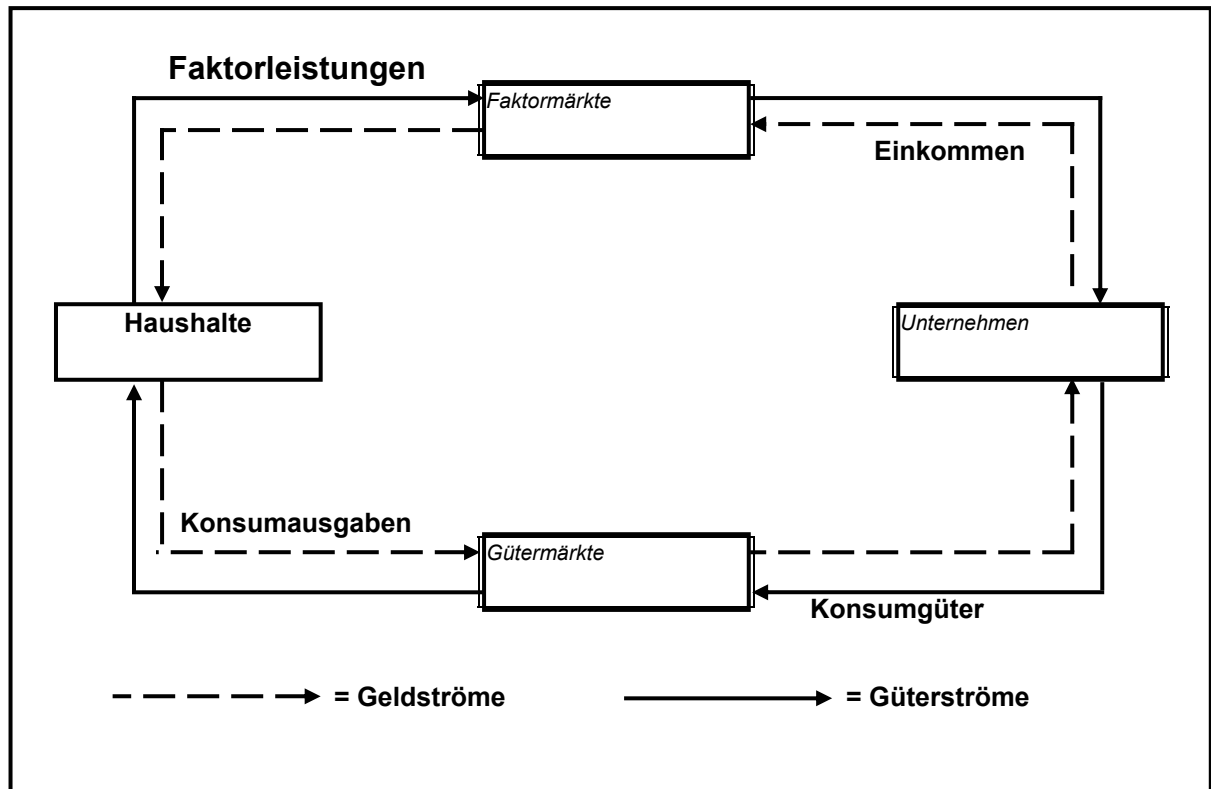 Faktorleistungen
Faktormärkte
Einkommen
Haushalte
Unternehmen
Konsumausgaben
Gütermärkte
Konsumgüter
= Geldströme
= Güterströme